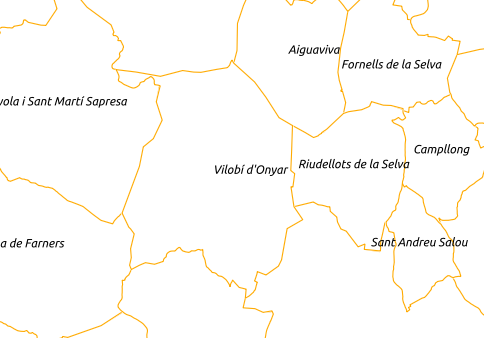 Aiguaviva
Fornells de la Selva
yola i Sant Martí Sapresa
Campllong
Riudellots de la Selva
Vilobí d'Onyar
a de Farners
Sant Andreu Salou